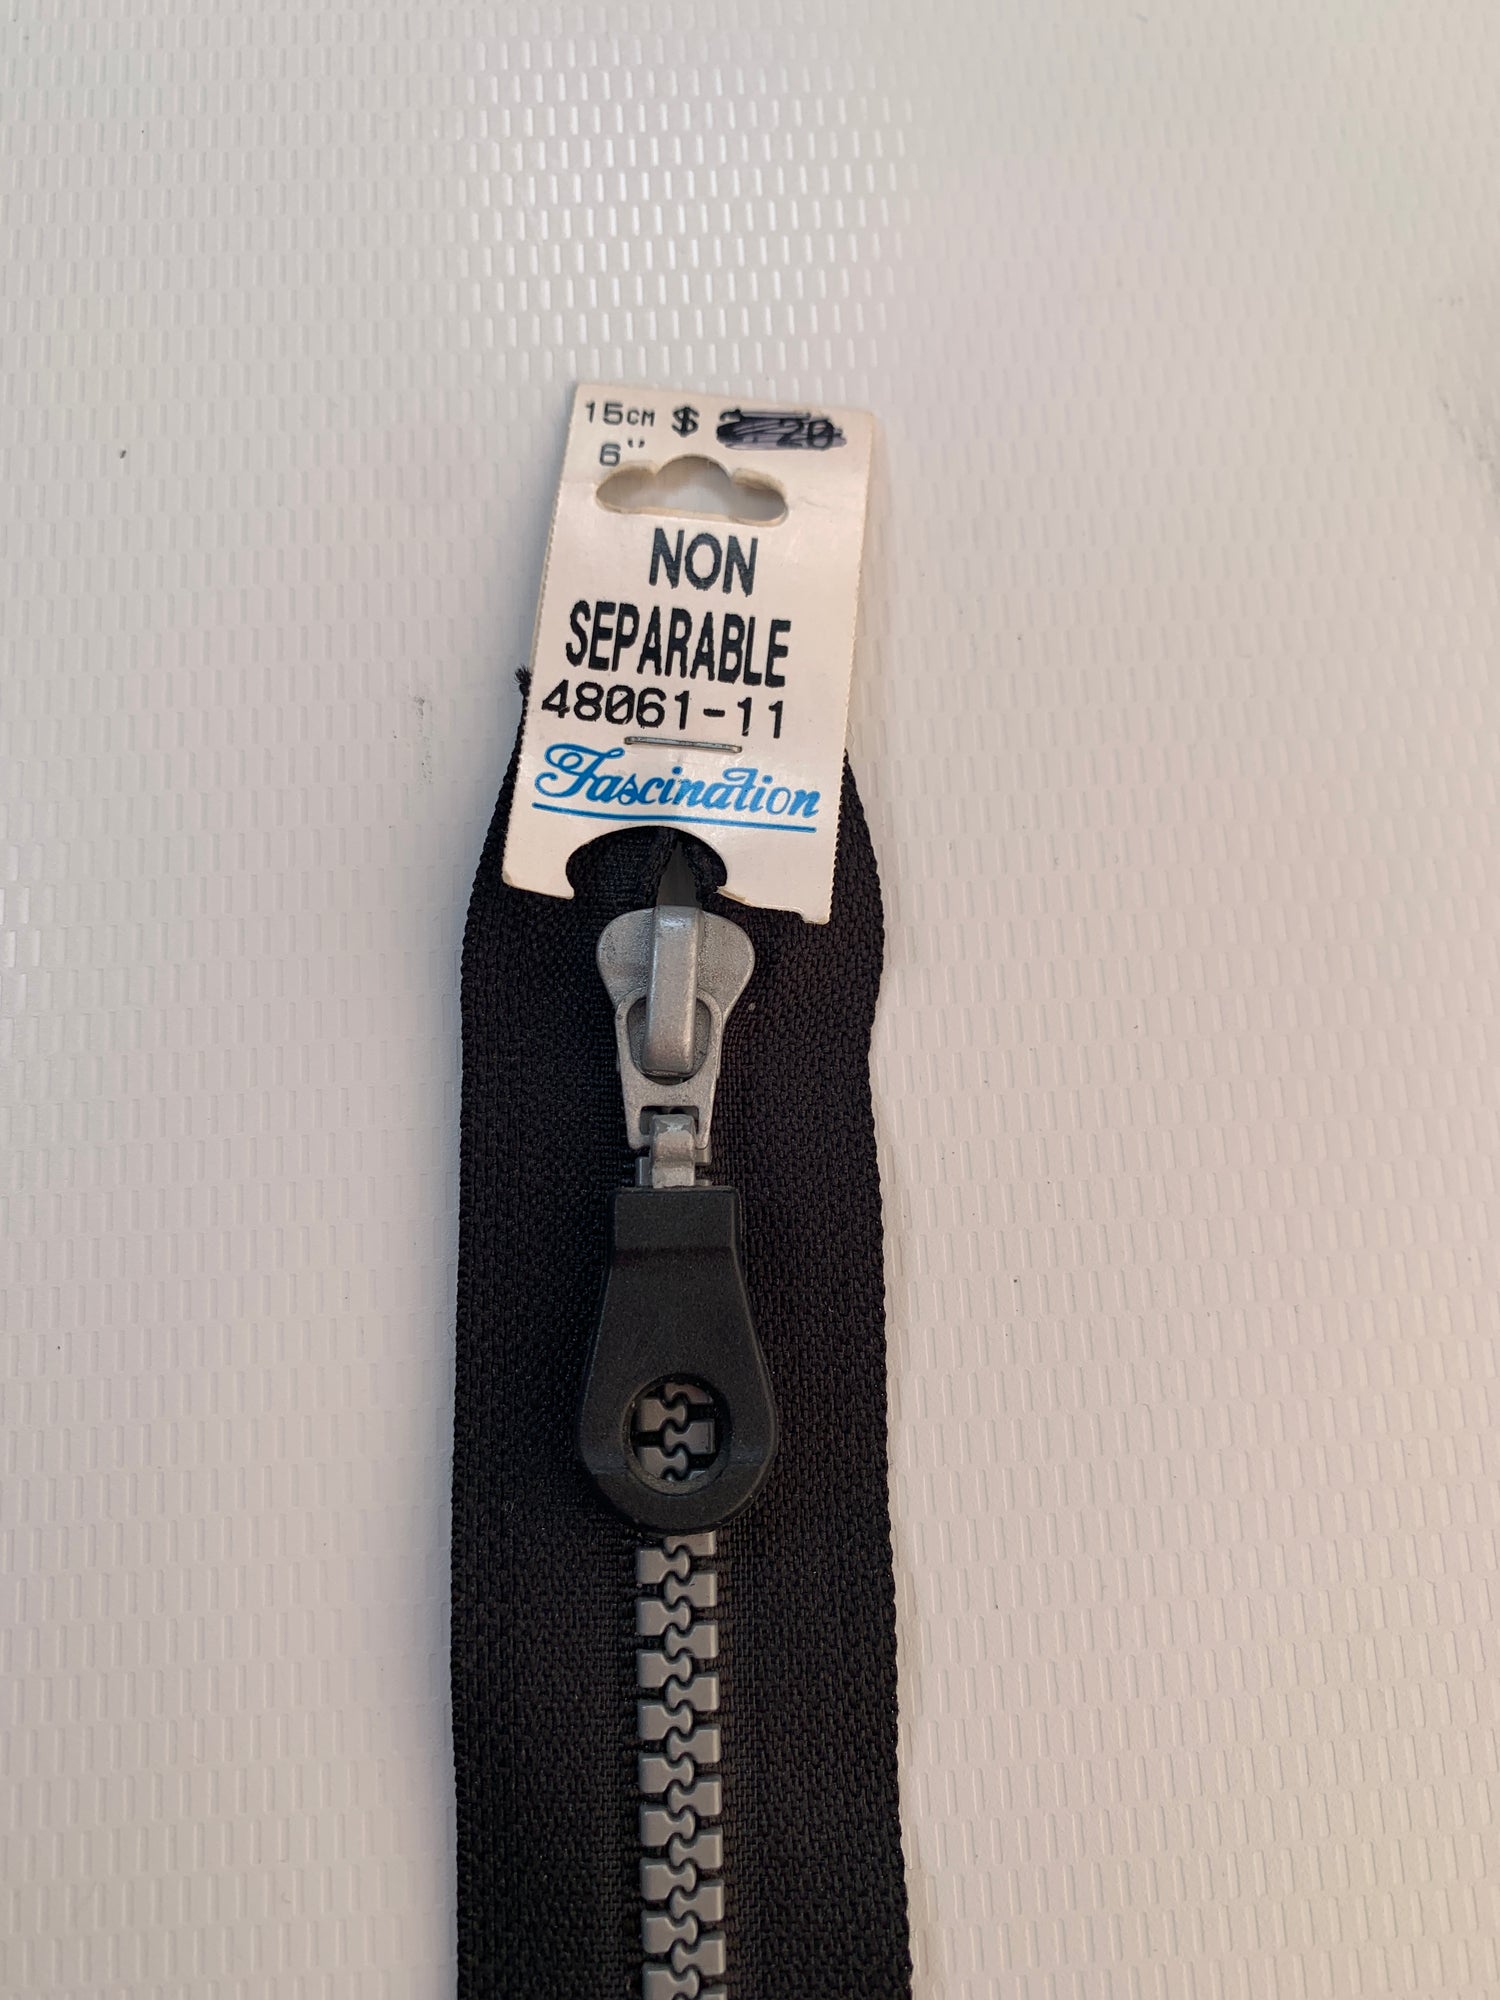 15CM $
6"
NON
SEPARABLE
48061-11
Fascination